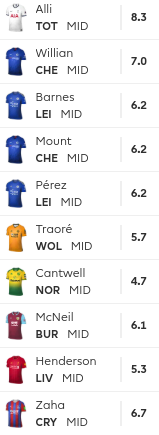 Alli
TOT MID 8.3
Willian
CHE MID 7.0
Barnes
LEI MID 6.2
Mount
CHE MID 6.2
Pérez
LEI MID 6.2
Traoré
WOL MID 5.7
Cantwell
NOR MID 4.7
McNeil
BUR MID 6.1
Henderson
LIV MID 5.3
Zaha
CRY MID 6.7